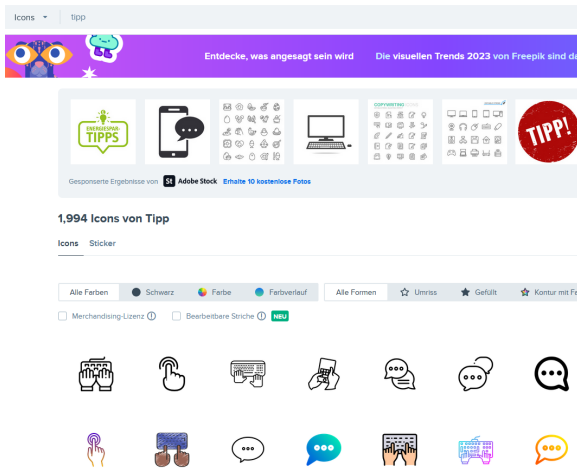 Icons
tipp
Entdecke, was angesagt sein wird Die visuellen Trends 2023 von Freepik sind da
ENERGIESPAR-
TIPPS
COPYWRITING
TIPP!
Gesponserte Ergebnisse von St Adobe Stock Erhalte 10 kostenlose Fotos
1,994 Icons von Tipp
Icons Sticker
Alle Farben Schwarz Farbe Farbverlauf Alle Formen Umriss Gefüllt Kontur mit Fa
Merchandising-Lizenz Bearbeitbare Striche NEU